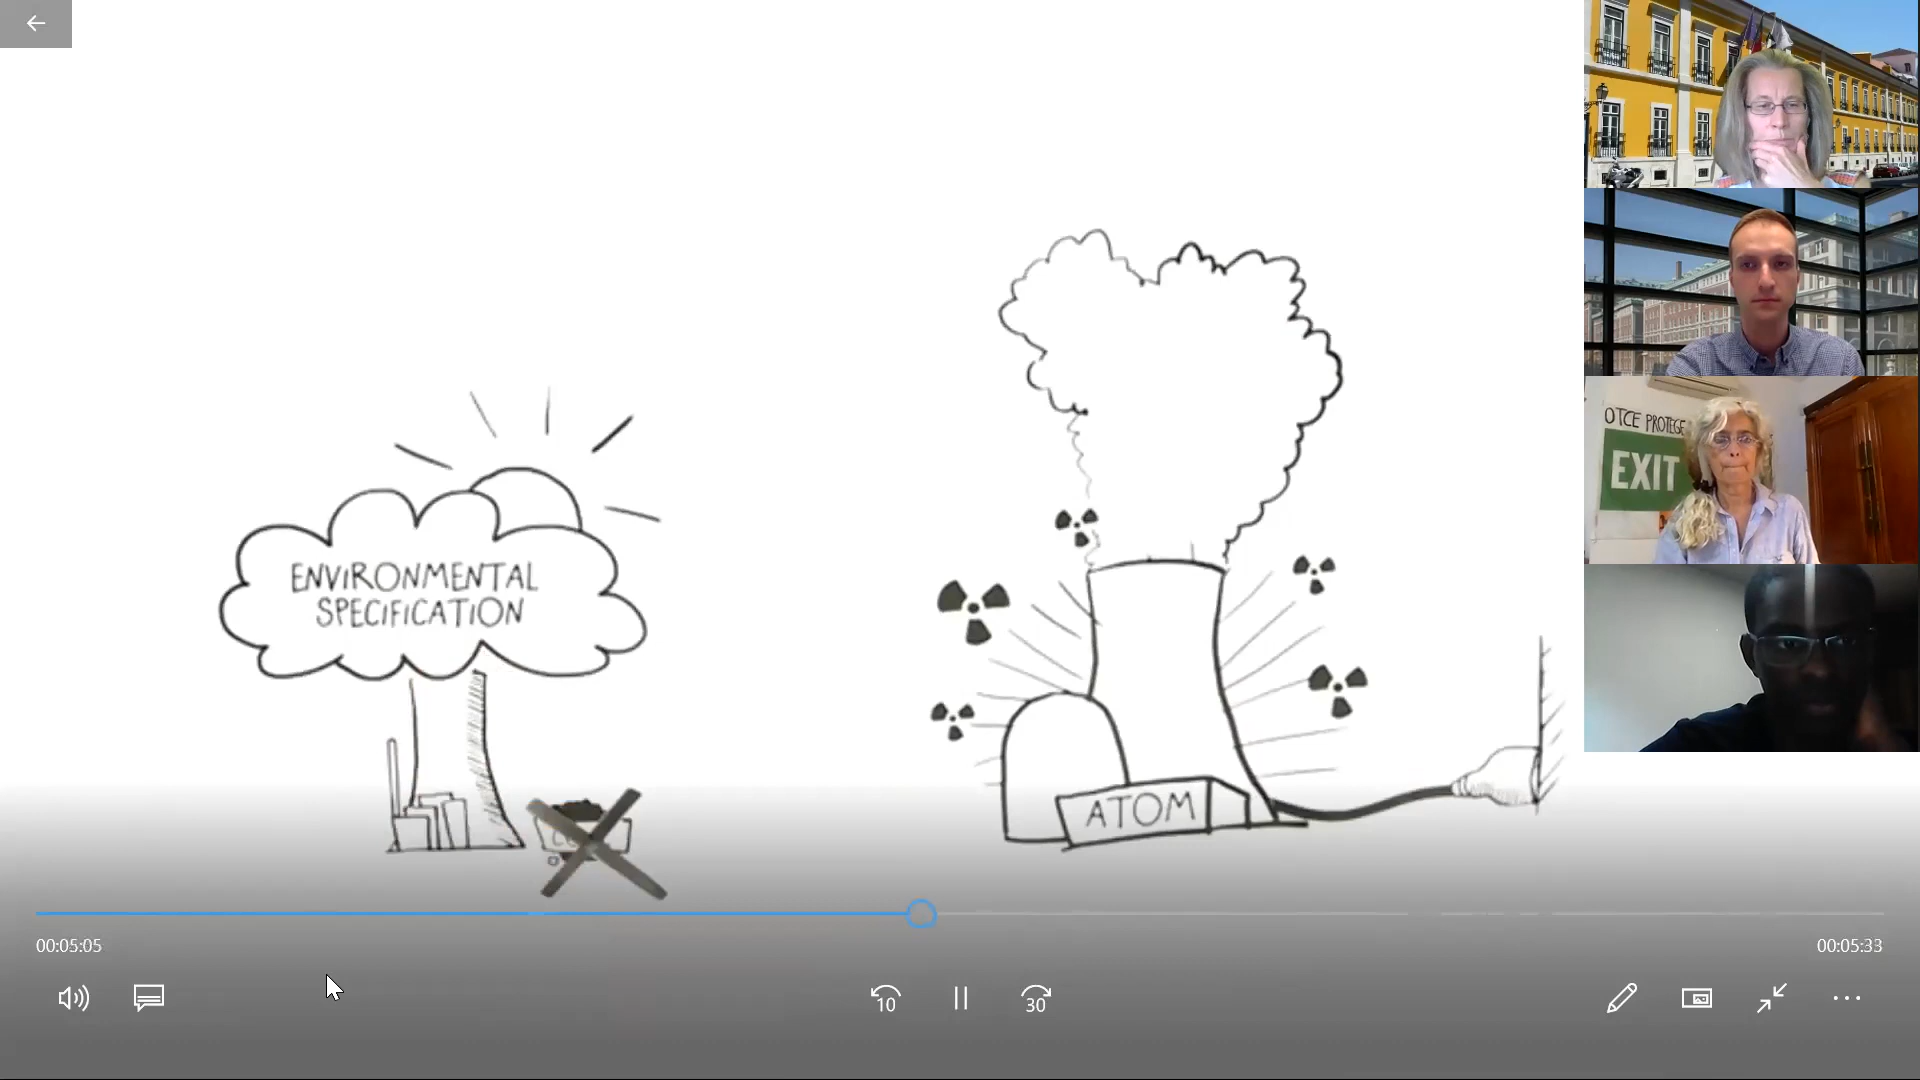 OTCE PROTEGE
EXIT
ENVIRONMENTAL
SPECIFICATION
ATOM
00:05:05
00:05:33
10
30